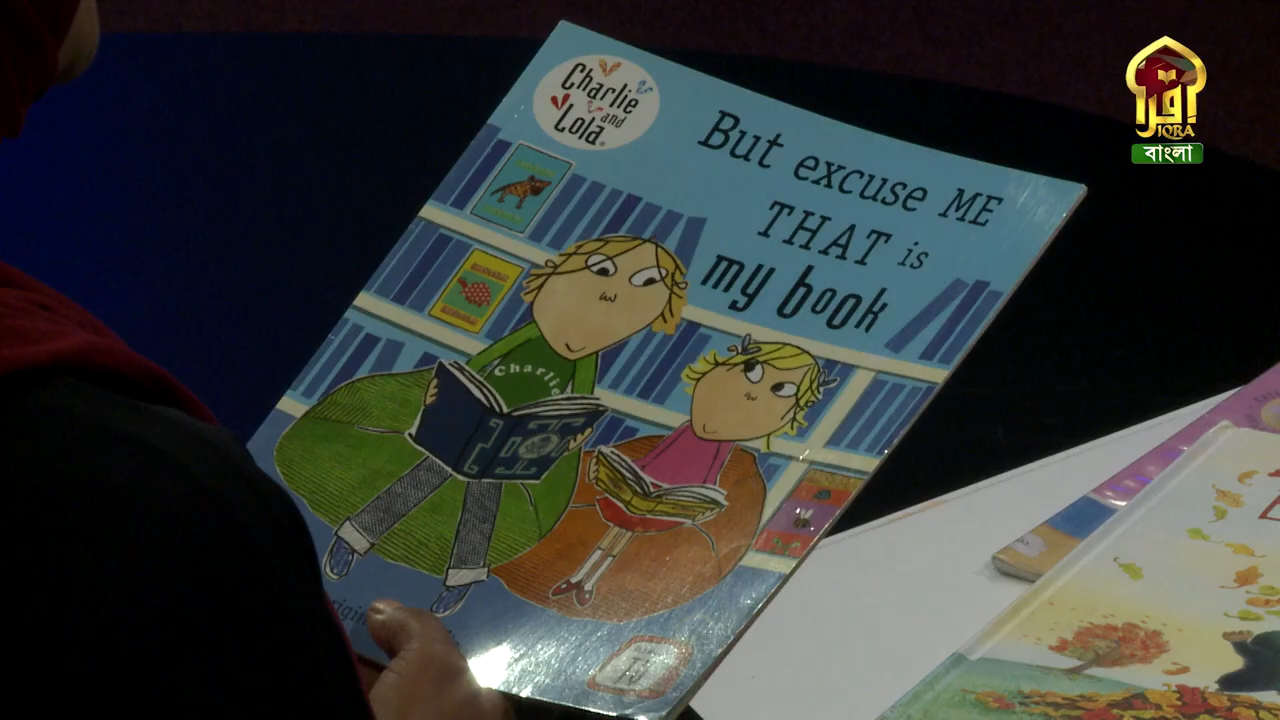 Charlie
and
Lola
But excuse ME
THAT is
my book
Charlie
IQRA
বাংলা